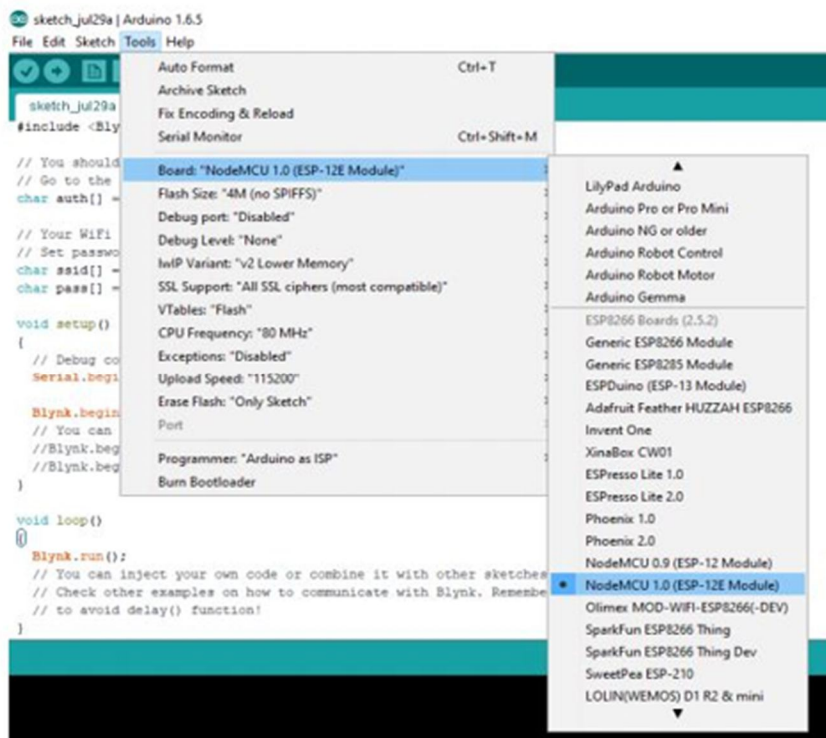 sketch_jul29a | Arduino 1.6.5
File Edit Sketch Tools Help
sketch_jul29a
#include <Bly
// You should
// Go to the
char auth[] =
// Your WiFi
// Set passwo
char ssid[] =
char pass[] =
void setup()
{
// Debug co
Serial.begi
Blynk.begin
// You can
//Blynk.beg
//Blynk.beg
}
void loop()
{
Blynk.run();
// You can inject your own code or combine it with other sketches
// Check other examples on how to communicate with Blynk. Remembe
// to avoid delay() function!
}
Auto Format Ctrl+T
Archive Sketch
Fix Encoding & Reload
Serial Monitor Ctrl+Shift+M
Board: "NodeMCU 1.0 (ESP-12E Module)"
Flash Size: "4M (no SPIFFS)"
Debug port: "Disabled"
Debug Level: "None"
lwIP Variant: "v2 Lower Memory"
SSL Support: "All SSL ciphers (most compatible)"
VTables: "Flash"
CPU Frequency: "80 MHz"
Exceptions: "Disabled"
Upload Speed: "115200"
Erase Flash: "Only Sketch"
Port
Programmer: "Arduino as ISP"
Burn Bootloader
LilyPad Arduino
Arduino Pro or Pro Mini
Arduino NG or older
Arduino Robot Control
Arduino Robot Motor
Arduino Gemma
ESP8266 Boards (2.5.2)
Generic ESP8266 Module
Generic ESP8285 Module
ESPDuino (ESP-13 Module)
Adafruit Feather HUZZAH ESP8266
Invent One
XinaBox CW01
ESPresso Lite 1.0
ESPresso Lite 2.0
Phoenix 1.0
Phoenix 2.0
NodeMCU 0.9 (ESP-12 Module)
NodeMCU 1.0 (ESP-12E Module)
Olimex MOD-WIFI-ESP8266(-DEV)
SparkFun ESP8266 Thing
SparkFun ESP8266 Thing Dev
SweetPea ESP-210
LOLIN(WEMOS) D1 R2 & mini